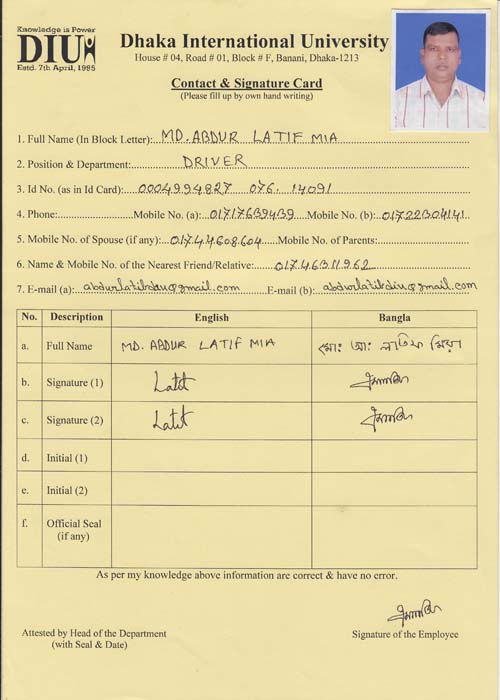 Knowledge is Power
DIU
Estd. 7th April, 1995
Dhaka International University
House # 04, Road # 01, Block # F, Banani, Dhaka-1213
Contact & Signature Card
(Please fill up by own hand writing)
1. Full Name (In Block Letter): MD. ABDUR LATIF MIA
2. Position & Department: DRIVER
3. Id No. (as in Id Card): 0004994827 076. 14091
4. Phone: Mobile No. (a): 01717639439 Mobile No. (b): 01722304141
5. Mobile No. of Spouse (if any): 01744608604 Mobile No. of Parents:
6. Name & Mobile No. of the Nearest Friend/Relative: 01746311962
7. E-mail (a): abdurlatifdiu@gmail.com E-mail (b): abdurlatifdiu@gmail.com
No. Description English Bangla
a. Full Name MD. ABDUR LATIF MIA মো: আ: লতিফ মিয়া
b. Signature (1) Latif
c. Signature (2) Latif
d. Initial (1)
e. Initial (2)
f. Official Seal
(if any)
As per my knowledge above information are correct & have no error.
Attested by Head of the Department Signature of the Employee
(with Seal & Date)